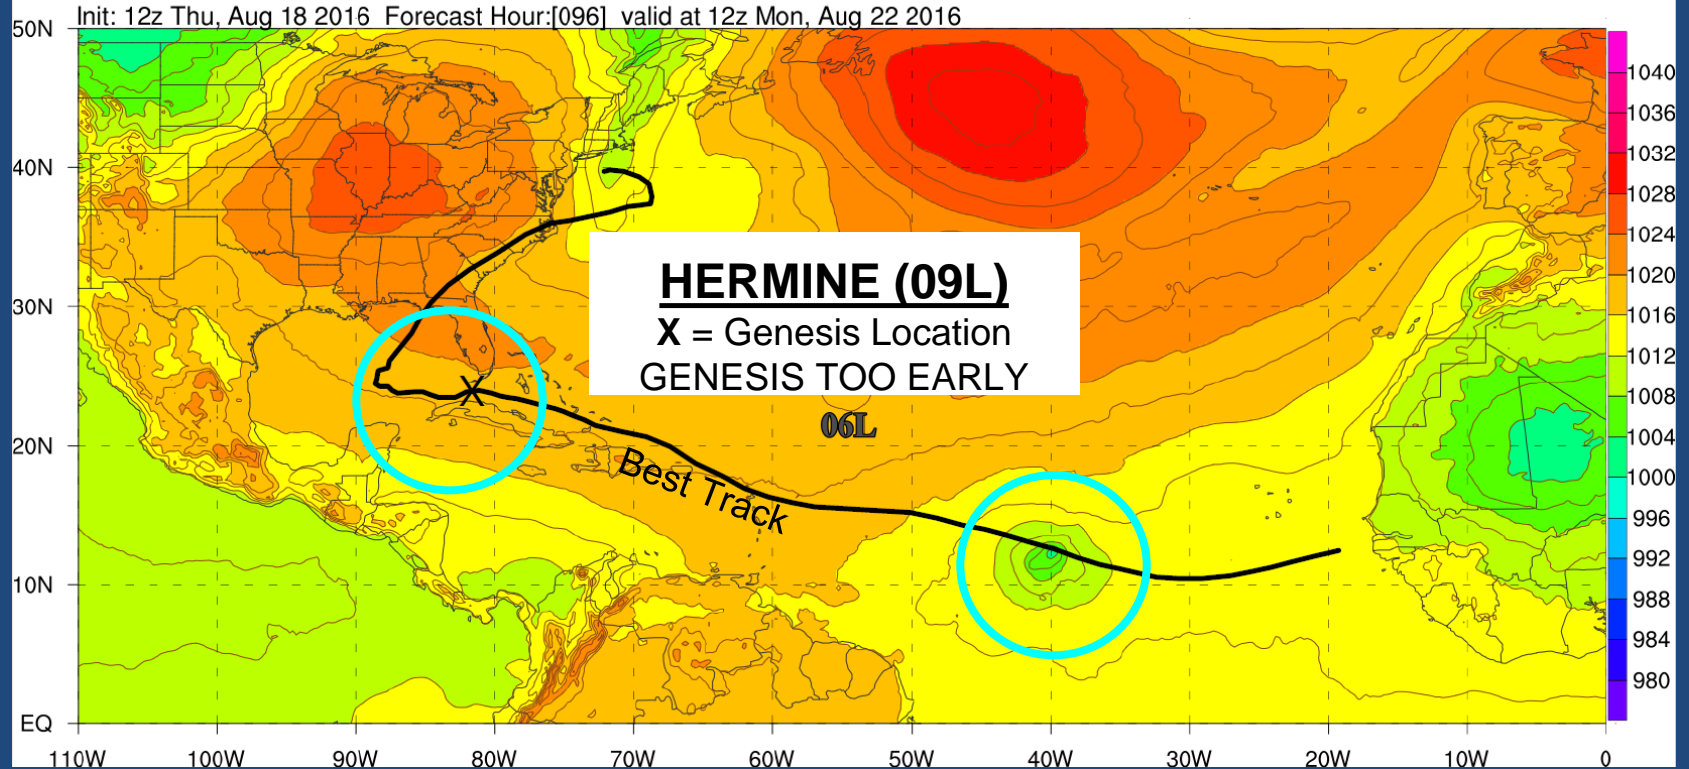 Init: 12z Thu, Aug 18 2016  Forecast Hour:[096]  valid at 12z Mon, Aug 22 2016
50N
40N
30N
20N
10N
EQ
HERMINE (09L)
X = Genesis Location
GENESIS TOO EARLY
X
06L
Best Track
110W 100W 90W 80W 70W 60W 50W 40W 30W 20W 10W 0
1040
1036
1032
1028
1024
1020
1016
1012
1008
1004
1000
996
992
988
984
980